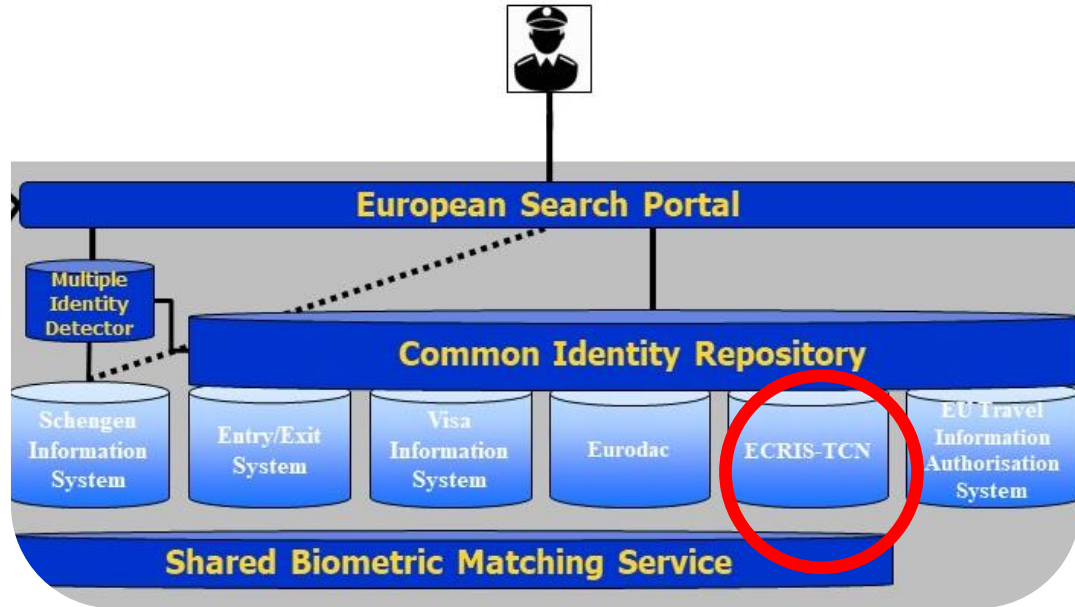 European Search Portal
Multiple
Identity
Detector
Common Identity Repository
Schengen
Information
System
Entry/Exit
System
Visa
Information
System
Eurodac
ECRIS-TCN
EU Travel
Information
Authorisation
System
Shared Biometric Matching Service